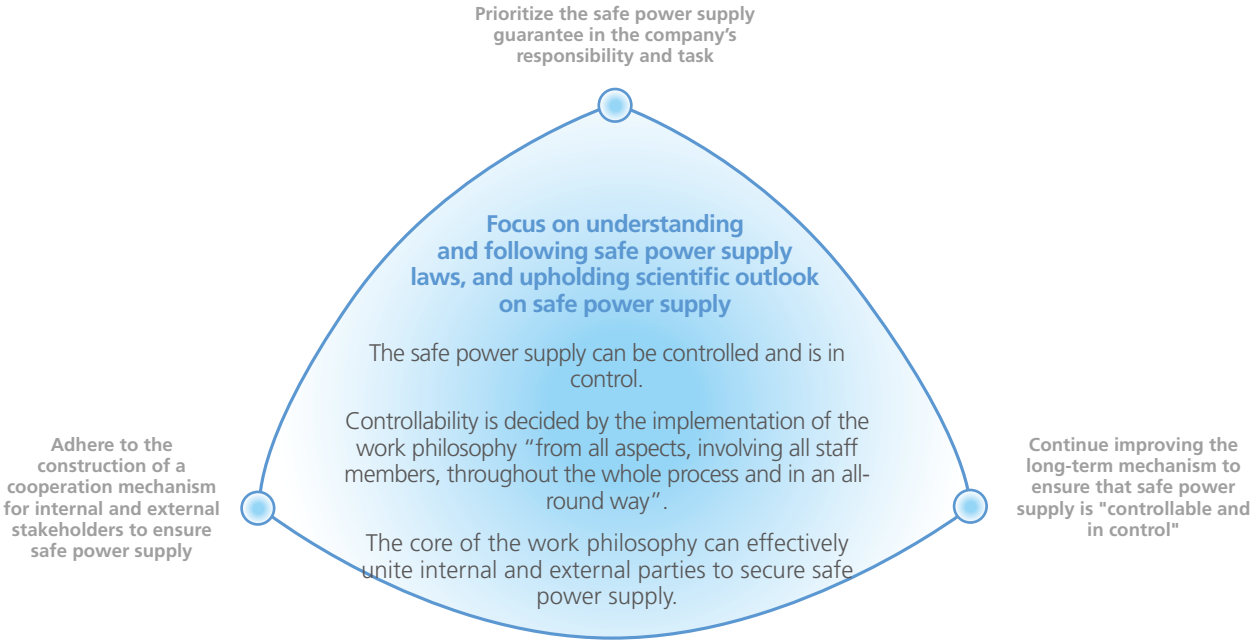 Prioritize the safe power supply
guarantee in the company’s
responsibility and task
Focus on understanding
and following safe power supply
laws, and upholding scientific outlook
on safe power supply
The safe power supply can be controlled and is in
control.
Controllability is decided by the implementation of the
work philosophy “from all aspects, involving all staff
members, throughout the whole process and in an all-
round way”.
The core of the work philosophy can effectively
unite internal and external parties to secure safe
power supply.
Adhere to the
construction of a
cooperation mechanism
for internal and external
stakeholders to ensure
safe power supply
Continue improving the
long-term mechanism to
ensure that safe power
supply is "controllable and
in control"